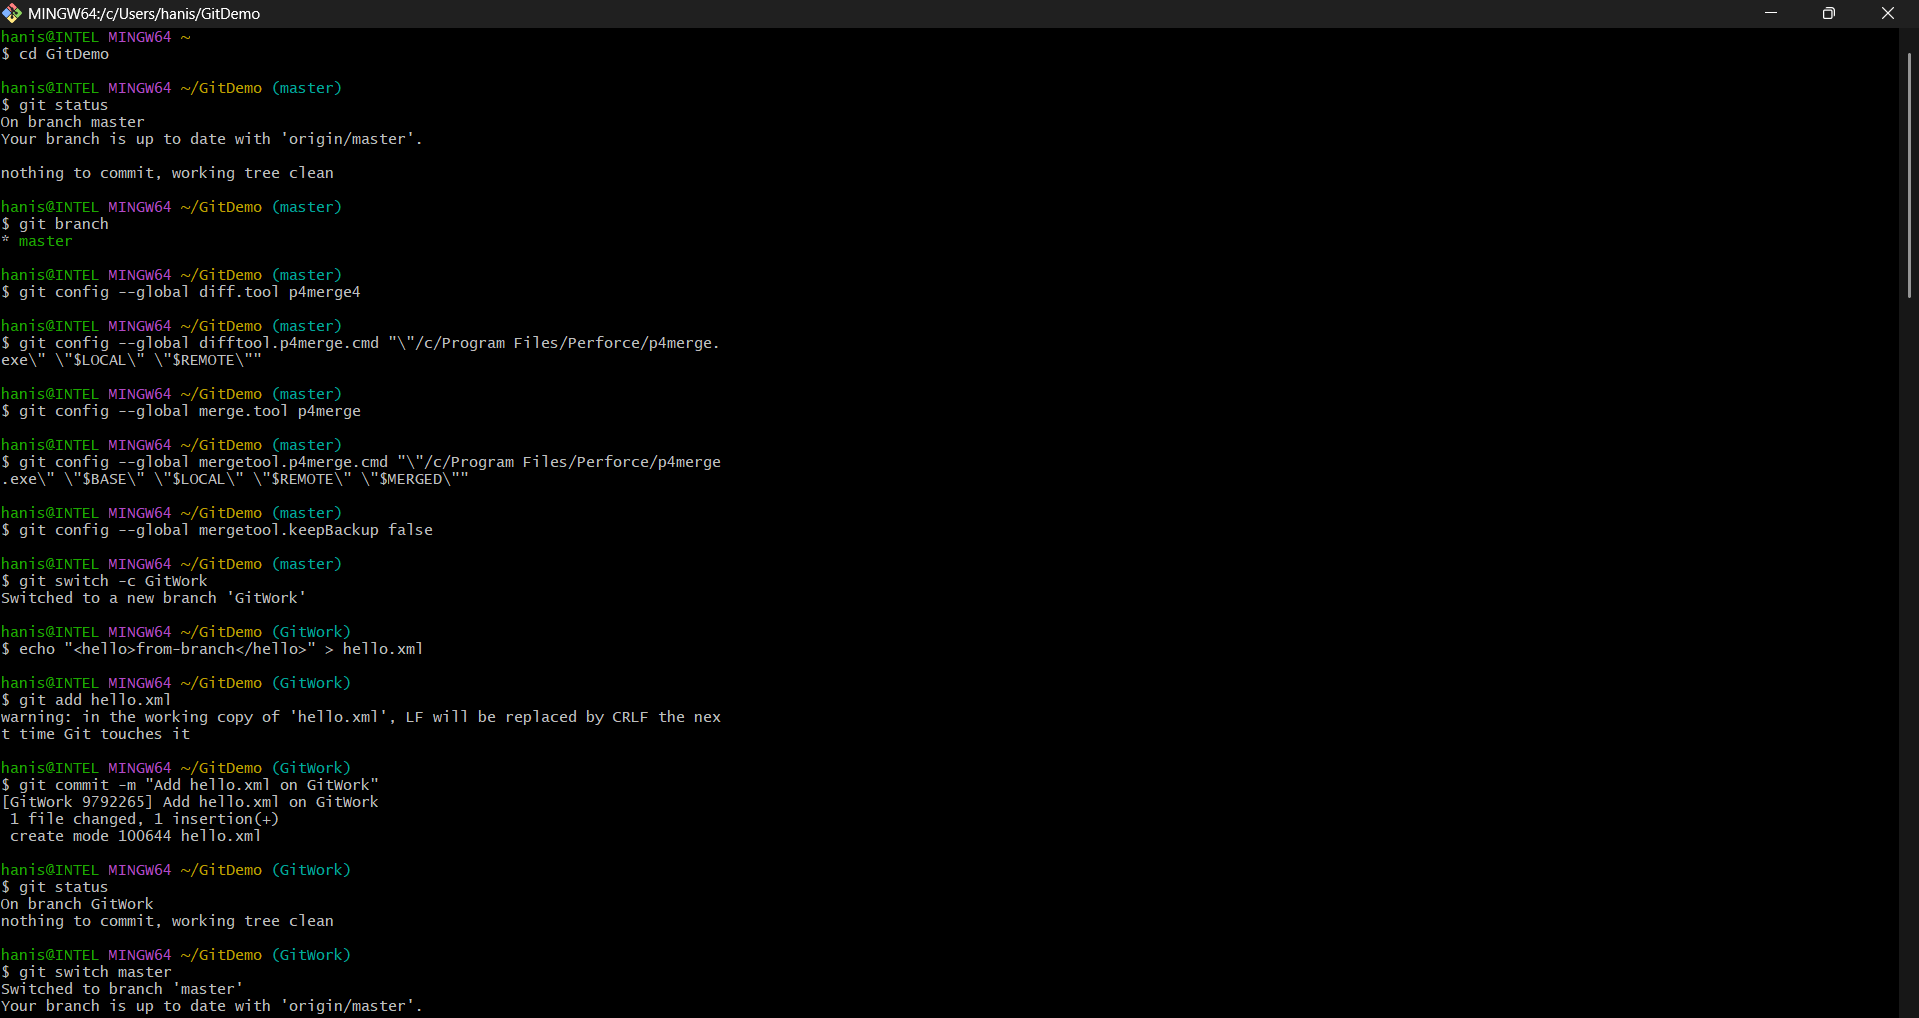 MINGW64:/c/Users/hanis/GitDemo
hanis@INTEL MINGW64 ~
$ cd GitDemo
hanis@INTEL MINGW64 ~/GitDemo (master)
$ git status
On branch master
Your branch is up to date with 'origin/master'.
nothing to commit, working tree clean
hanis@INTEL MINGW64 ~/GitDemo (master)
$ git branch
* master
hanis@INTEL MINGW64 ~/GitDemo (master)
$ git config --global diff.tool p4merge4
hanis@INTEL MINGW64 ~/GitDemo (master)
$ git config --global difftool.p4merge.cmd "\"/c/Program Files/Perforce/p4merge.
exe\" \"$LOCAL\" \"$REMOTE\""
hanis@INTEL MINGW64 ~/GitDemo (master)
$ git config --global merge.tool p4merge
hanis@INTEL MINGW64 ~/GitDemo (master)
$ git config --global mergetool.p4merge.cmd "\"/c/Program Files/Perforce/p4merge
.exe\" \"$BASE\" \"$LOCAL\" \"$REMOTE\" \"$MERGED\""
hanis@INTEL MINGW64 ~/GitDemo (master)
$ git config --global mergetool.keepBackup false
hanis@INTEL MINGW64 ~/GitDemo (master)
$ git switch -c GitWork
Switched to a new branch 'GitWork'
hanis@INTEL MINGW64 ~/GitDemo (GitWork)
$ echo "<hello>from-branch</hello>" > hello.xml
hanis@INTEL MINGW64 ~/GitDemo (GitWork)
$ git add hello.xml
warning: in the working copy of 'hello.xml', LF will be replaced by CRLF the nex
t time Git touches it
hanis@INTEL MINGW64 ~/GitDemo (GitWork)
$ git commit -m "Add hello.xml on GitWork"
[GitWork 9792265] Add hello.xml on GitWork
 1 file changed, 1 insertion(+)
 create mode 100644 hello.xml
hanis@INTEL MINGW64 ~/GitDemo (GitWork)
$ git status
On branch GitWork
nothing to commit, working tree clean
hanis@INTEL MINGW64 ~/GitDemo (GitWork)
$ git switch master
Switched to branch 'master'
Your branch is up to date with 'origin/master'.